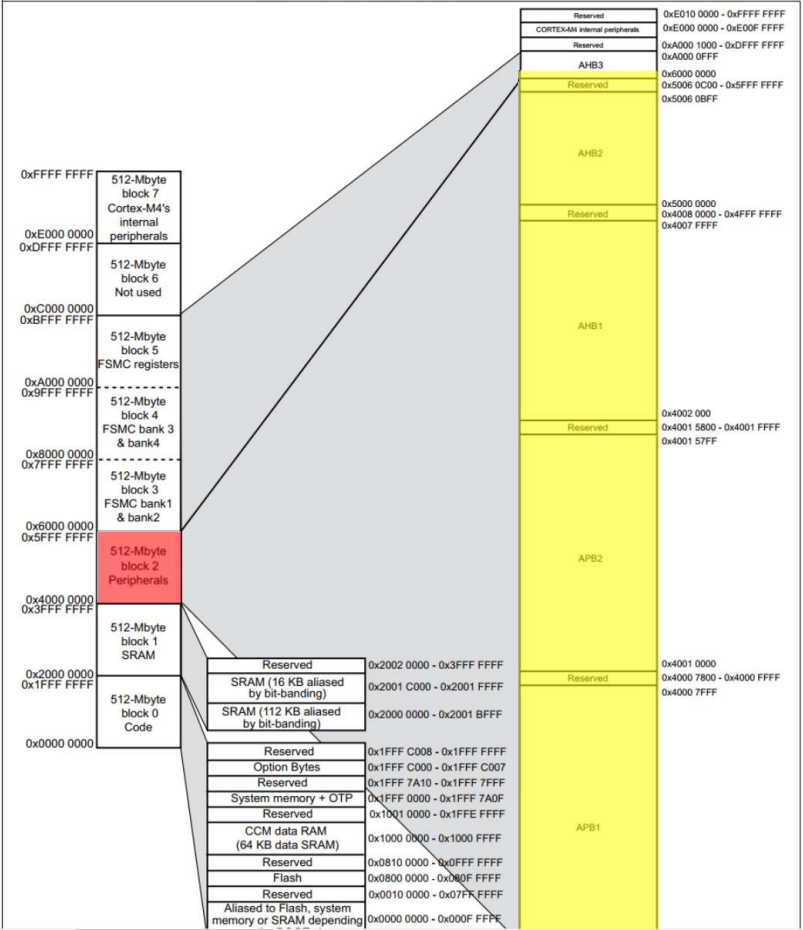 Reserved
0xE010 0000 - 0xFFFF FFFF
CORTEX-M4 internal peripherals
0xE000 0000 - 0xE00F FFFF
Reserved
0xA000 1000 - 0xDFFF FFFF
0xA000 0FFF
AHB3
0x6000 0000
Reserved
0x5006 0C00 - 0x5FFF FFFF
0x5006 0BFF
AHB2
0x5000 0000
Reserved
0x4008 0000 - 0x4FFF FFFF
0x4007 FFFF
AHB1
0x4002 000
Reserved
0x4001 5800 - 0x4001 FFFF
0x4001 57FF
APB2
0x4001 0000
Reserved
0x4000 7800 - 0x4000 FFFF
0x4000 7FFF
APB1
0xFFFF FFFF
512-Mbyte
block 7
Cortex-M4's
internal
peripherals
0xE000 0000
0xDFFF FFFF
512-Mbyte
block 6
Not used
0xC000 0000
0xBFFF FFFF
512-Mbyte
block 5
FSMC registers
0xA000 0000
0x9FFF FFFF
512-Mbyte
block 4
FSMC bank 3
& bank4
0x8000 0000
0x7FFF FFFF
512-Mbyte
block 3
FSMC bank1
& bank2
0x6000 0000
0x5FFF FFFF
512-Mbyte
block 2
Peripherals
0x4000 0000
0x3FFF FFFF
512-Mbyte
block 1
SRAM
0x2000 0000
0x1FFF FFFF
512-Mbyte
block 0
Code
0x0000 0000
Reserved
0x2002 0000 - 0x3FFF FFFF
SRAM (16 KB aliased
by bit-banding)
0x2001 C000 - 0x2001 FFFF
SRAM (112 KB aliased
by bit-banding)
0x2000 0000 - 0x2001 BFFF
Reserved
0x1FFF C008 - 0x1FFF FFFF
Option Bytes
0x1FFF C000 - 0x1FFF C007
Reserved
0x1FFF 7A10 - 0x1FFF 7FFF
System memory + OTP
0x1FFF 0000 - 0x1FFF 7A0F
Reserved
0x1001 0000 - 0x1FFE FFFF
CCM data RAM
(64 KB data SRAM)
0x1000 0000 - 0x1000 FFFF
Reserved
0x0810 0000 - 0x0FFF FFFF
Flash
0x0800 0000 - 0x080F FFFF
Reserved
0x0010 0000 - 0x07FF FFFF
Aliased to Flash, system
memory or SRAM depending
0x0000 0000 - 0x000F FFFF